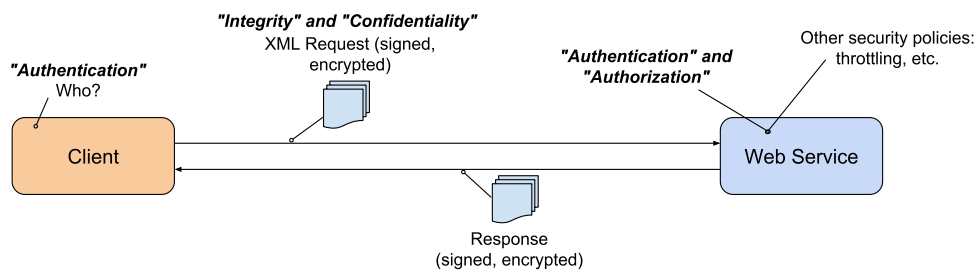 "Integrity" and "Confidentiality"
XML Request (signed,
encrypted)
"Authentication"
Who?
"Authentication" and
"Authorization"
Other security policies:
throttling, etc.
Client
Web Service
Response
(signed, encrypted)